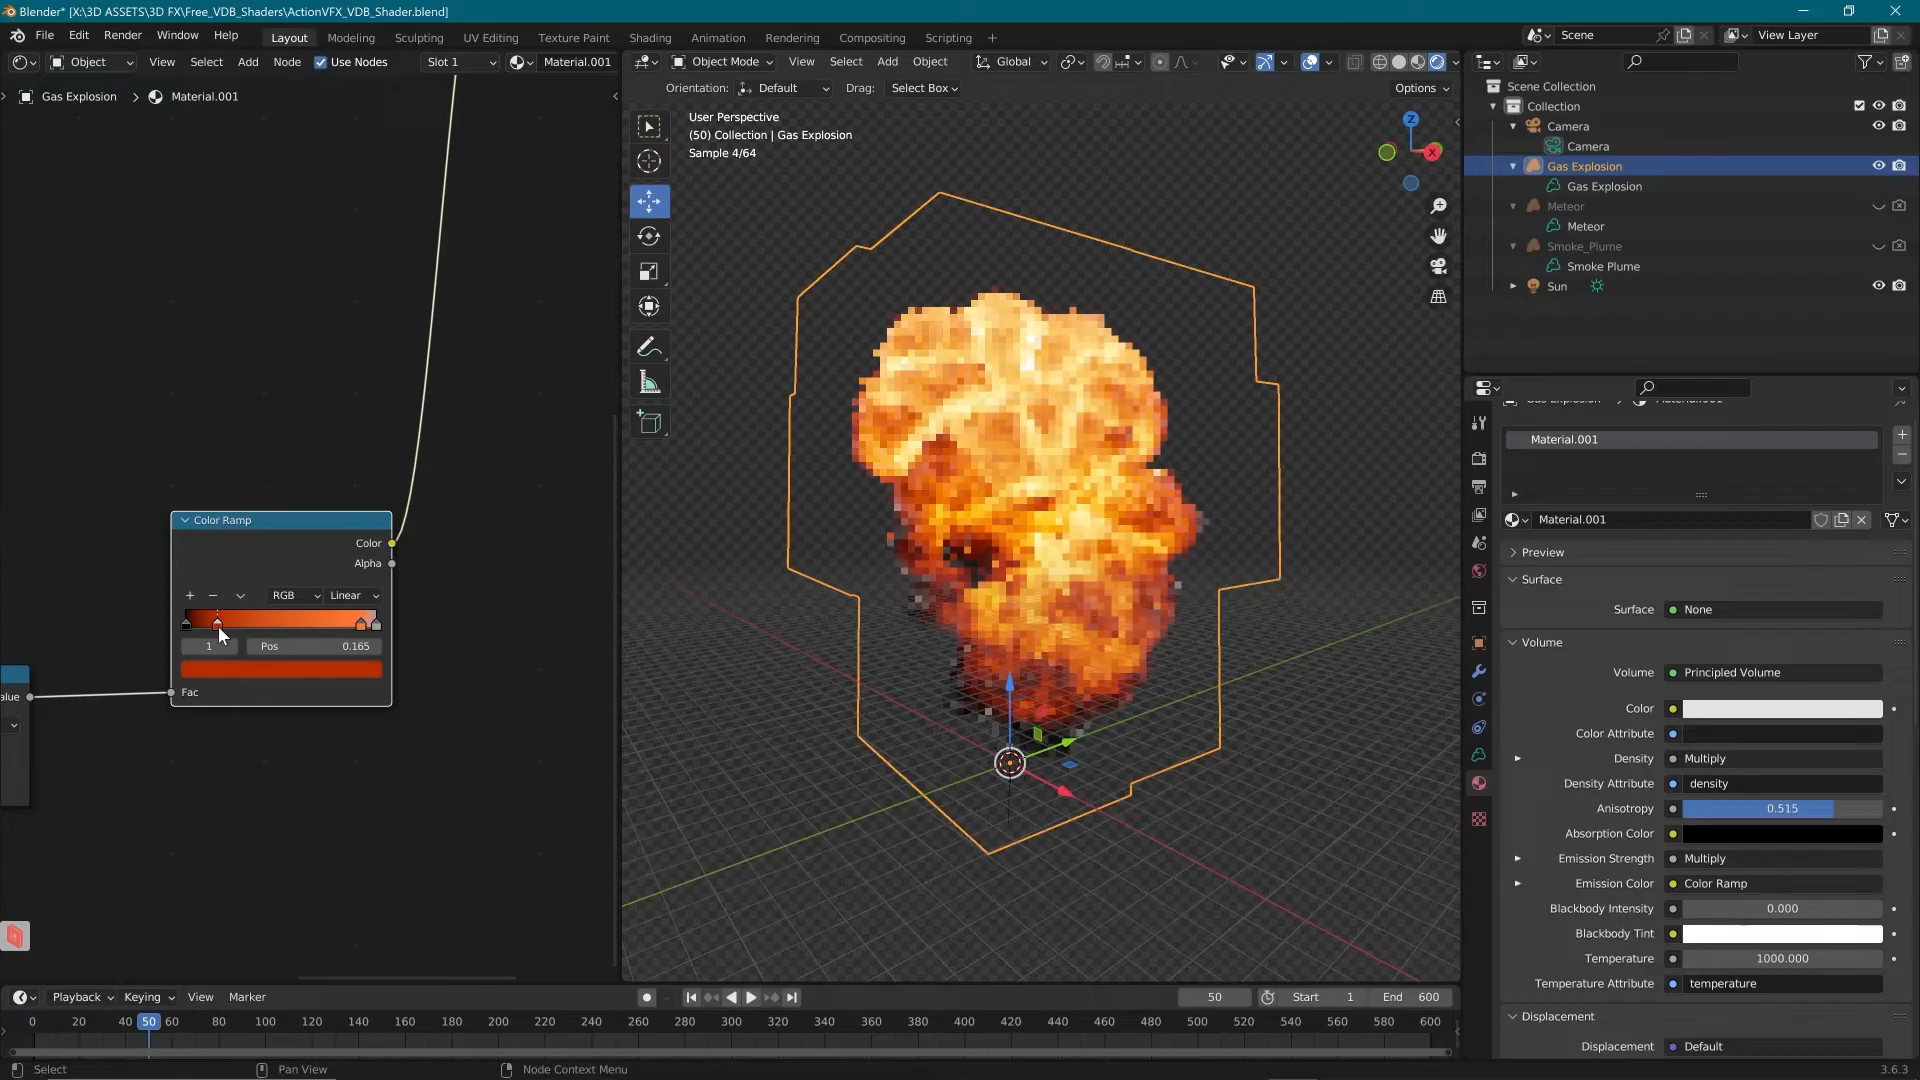 Blender* [X:\3D ASSETS\3D FX\Free_VDB_Shaders\ActionVFX_VDB_Shader.blend]
File Edit Render Window Help
Layout Modeling Sculpting UV Editing Texture Paint Shading Animation Rendering Compositing Scripting +
Scene
View Layer
Object View Select Add Node Use Nodes Slot 1 Material.001
Gas Explosion > Material.001
Object Mode View Select Add Object Global
Orientation: Default Drag: Select Box Options
User Perspective
(50) Collection | Gas Explosion
Sample 4/64
Z
X
Color Ramp
Color
Alpha
RGB Linear
1 Pos 0.165
Fac
alue
Scene Collection
Collection
Camera
Camera
Gas Explosion
Gas Explosion
Meteor
Meteor
Smoke_Plume
Smoke Plume
Sun
Material.001
Material.001
Preview
Surface
Surface None
Volume
Volume Principled Volume
Color
Color Attribute
Density Multiply
Density Attribute density
Anisotropy 0.515
Absorption Color
Emission Strength Multiply
Emission Color Color Ramp
Blackbody Intensity 0.000
Blackbody Tint
Temperature 1000.000
Temperature Attribute temperature
Displacement
Displacement Default
Playback Keying View Marker
50 Start 1 End 600
0 20 40 50 60 80 100 120 140 160 180 200 220 240 260 280 300 320 340 360 380 400 420 440 460 480 500 520 540 560 580 600
Select Pan View Node Context Menu
3.6.3